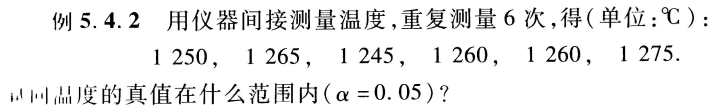 例 5.4.2 用仪器间接测量温度,重复测量 6 次,得(单位:℃):
1 250, 1 265, 1 245, 1 260, 1 260, 1 275.
温度的真值在什么范围内(α = 0.05)?